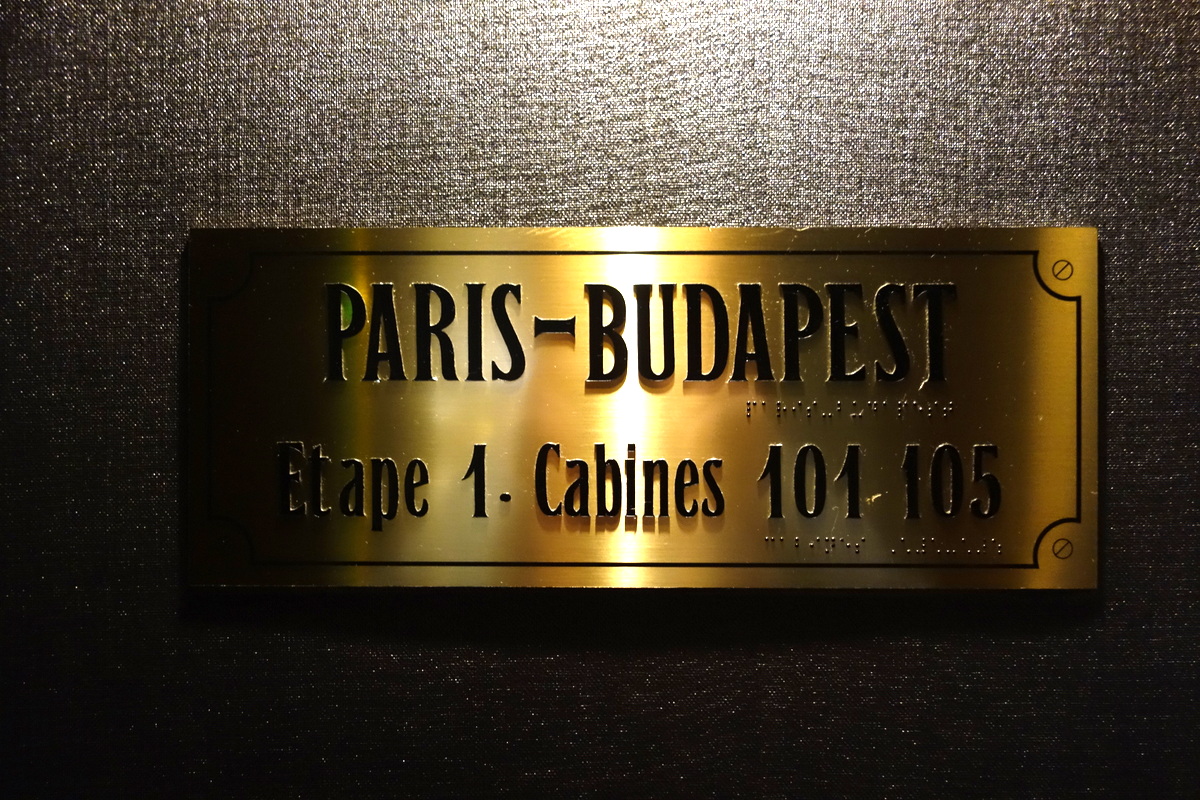 PARIS-BUDAPEST
Etape 1. Cabines 101 105